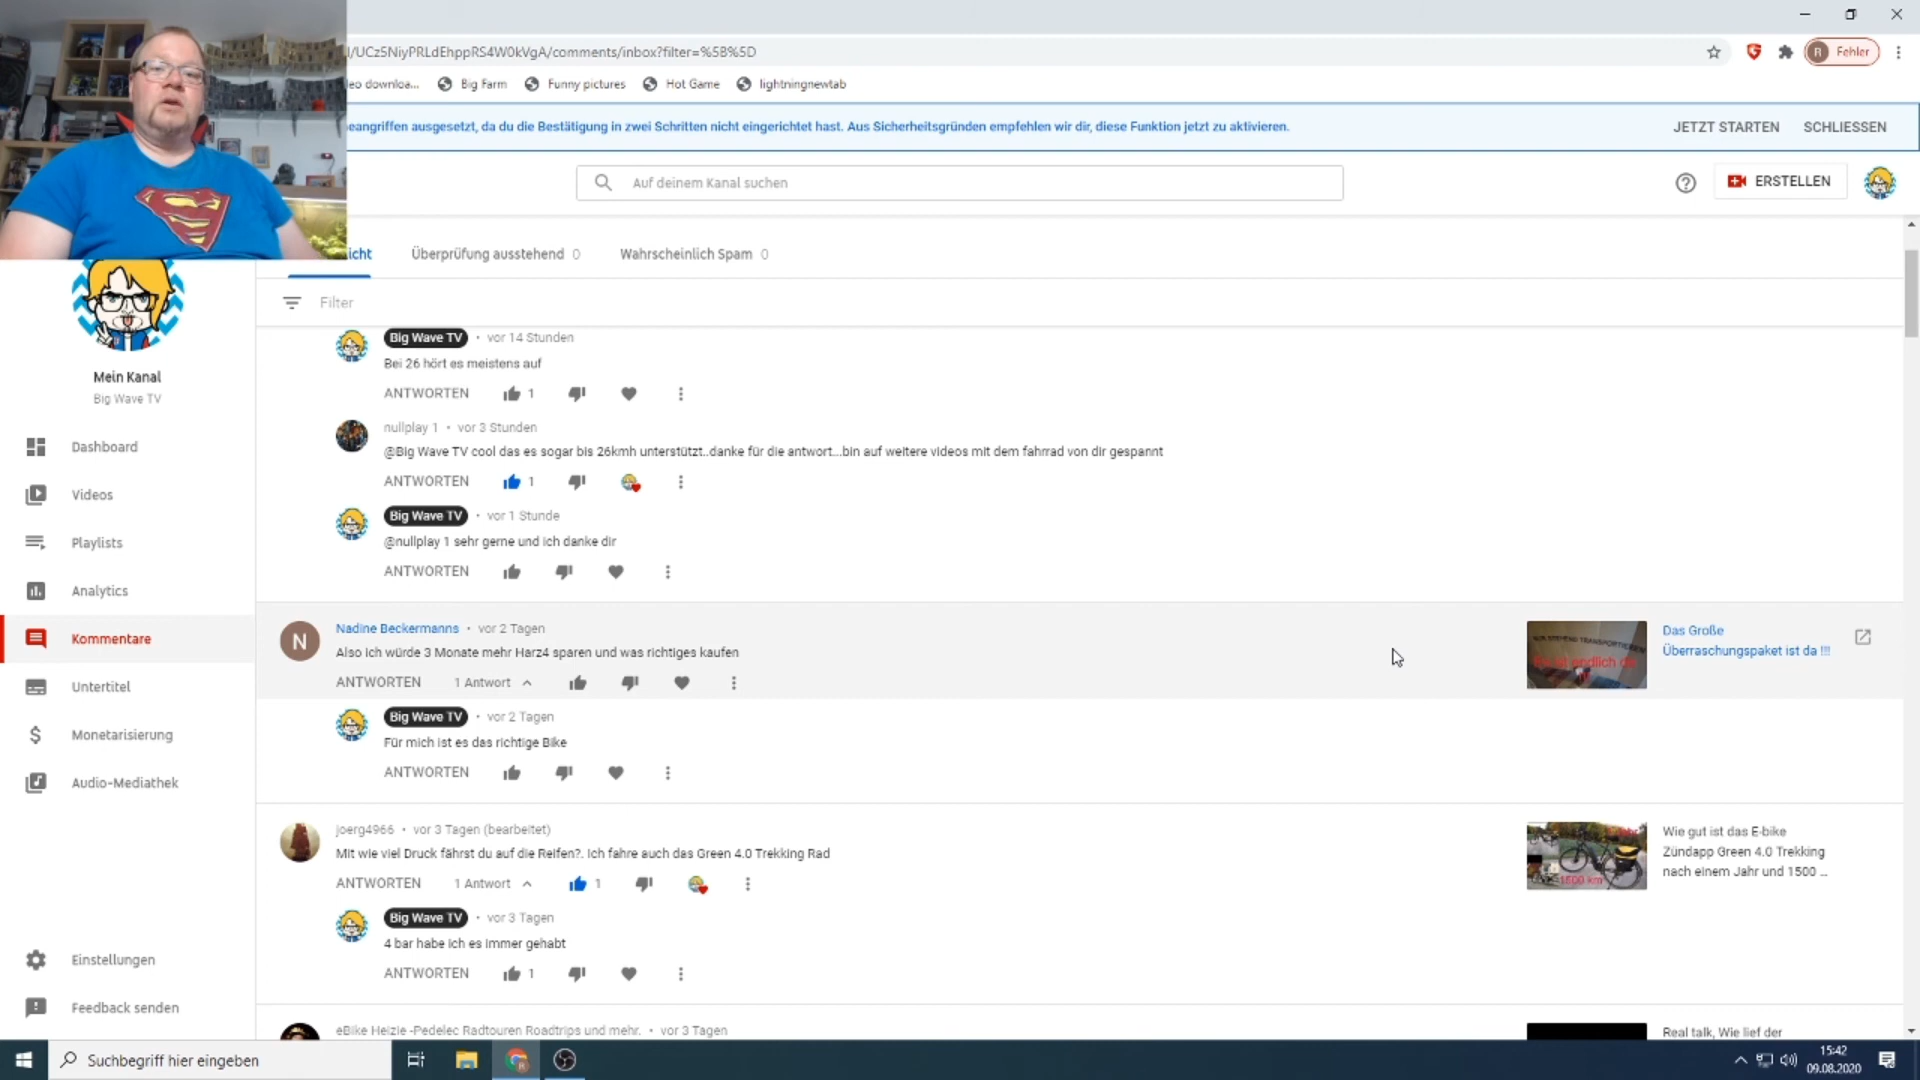 /UCz5NiyPRLdEhppRS4W0kVgA/comments/inbox?filter=%5B%5D
R Fehler
eo downloa...
Big Farm
Funny pictures
Hot Game
lightningnewtab
eangriffen ausgesetzt, da du die Bestätigung in zwei Schritten nicht eingerichtet hast. Aus Sicherheitsgründen empfehlen wir dir, diese Funktion jetzt zu aktivieren.
JETZT STARTEN
SCHLIESSEN
Auf deinem Kanal suchen
ERSTELLEN
icht
Überprüfung ausstehend 0
Wahrscheinlich Spam 0
Filter
Mein Kanal
Big Wave TV
Dashboard
Videos
Playlists
Analytics
Kommentare
Untertitel
Monetarisierung
Audio-Mediathek
Einstellungen
Feedback senden
Big Wave TV • vor 14 Stunden
Bei 26 hört es meistens auf
ANTWORTEN 1
nullplay 1 • vor 3 Stunden
@Big Wave TV cool das es sogar bis 26kmh unterstützt..danke für die antwort...bin auf weitere videos mit dem fahrrad von dir gespannt
ANTWORTEN 1
Big Wave TV • vor 1 Stunde
@nullplay 1 sehr gerne und ich danke dir
ANTWORTEN
N
Nadine Beckermanns • vor 2 Tagen
Also ich würde 3 Monate mehr Harz4 sparen und was richtiges kaufen
ANTWORTEN 1 Antwort
Das Große
Überraschungspaket ist da !!!
Big Wave TV • vor 2 Tagen
Für mich ist es das richtige Bike
ANTWORTEN
joerg4966 • vor 3 Tagen (bearbeitet)
Mit wie viel Druck fährst du auf die Reifen?. Ich fahre auch das Green 4.0 Trekking Rad
ANTWORTEN 1 Antwort 1
1500 km
Wie gut ist das E-bike
Zündapp Green 4.0 Trekking
nach einem Jahr und 1500 ...
Big Wave TV • vor 3 Tagen
4 bar habe ich es immer gehabt
ANTWORTEN 1
eBike Heizle -Pedelec Radtouren Roadtrips und mehr. • vor 3 Tagen
Real talk, Wie lief der
Suchbegriff hier eingeben
15:42
09.08.2020